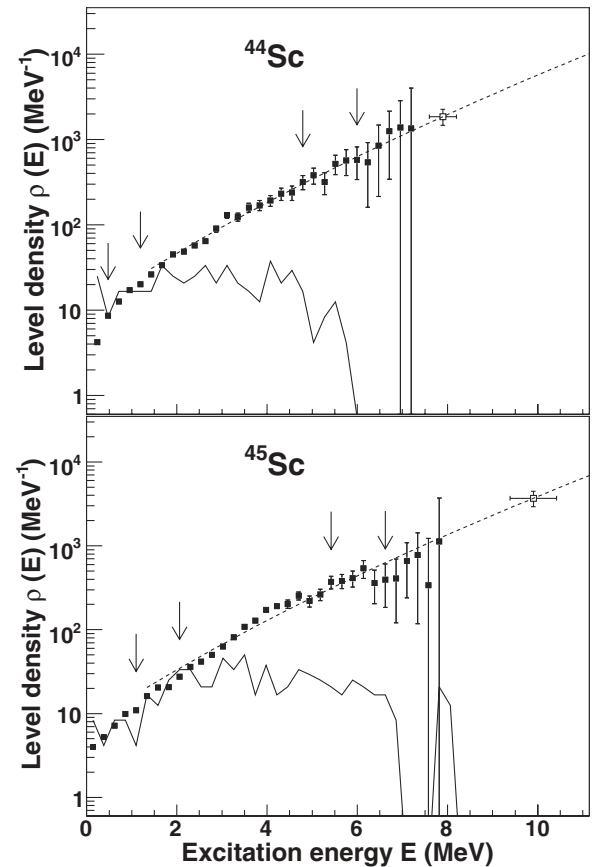 ⁴⁴Sc
Level density ρ (E) (MeV⁻¹)
10⁴
10³
10²
10
1
⁴⁵Sc
Level density ρ (E) (MeV⁻¹)
10⁴
10³
10²
10
1
0 2 4 6 8 10
Excitation energy E (MeV)